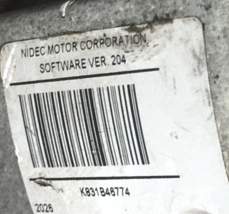 NIDEC MOTOR CORPORATION
SOFTWARE VER. 204
K831B48774
2026